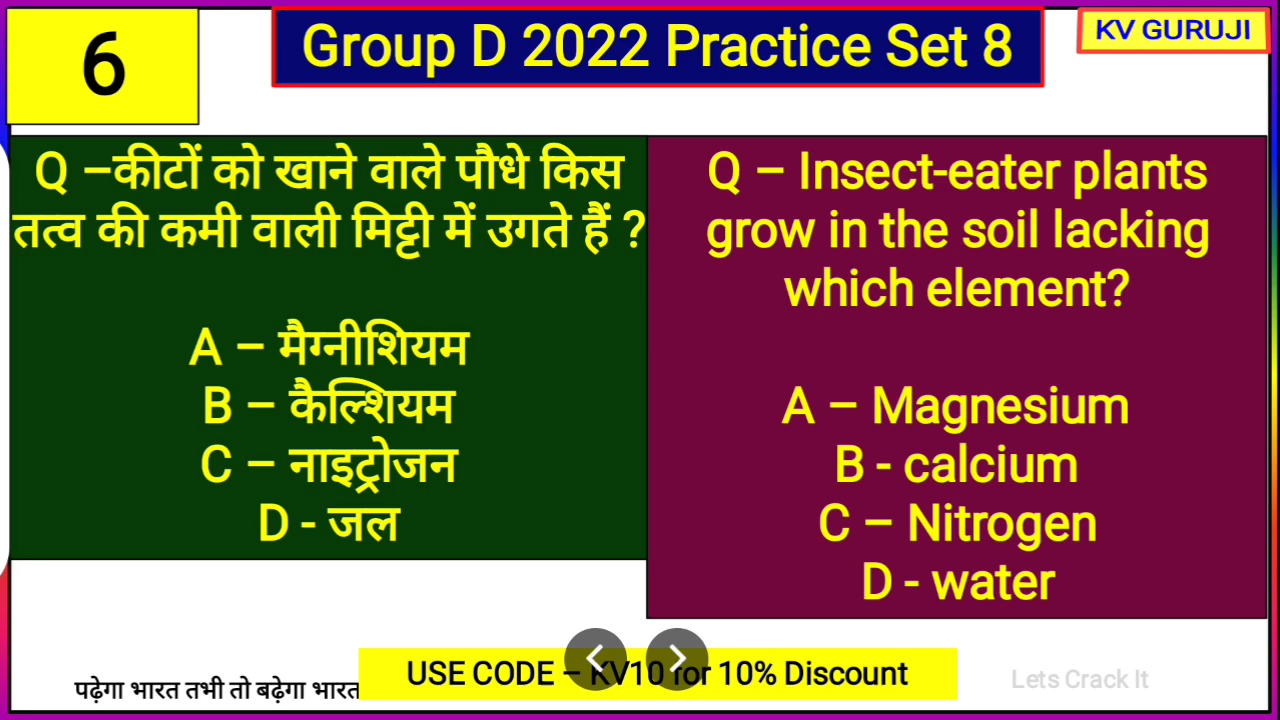 6
Group D 2022 Practice Set 8
KV GURUJI
Q –कीटों को खाने वाले पौधे किस
तत्व की कमी वाली मिट्टी में उगते हैं ?
A – मैग्नीशियम
B – कैल्शियम
C – नाइट्रोजन
D - जल
Q – Insect-eater plants
grow in the soil lacking
which element?
A – Magnesium
B - calcium
C – Nitrogen
D - water
पढ़ेगा भारत तभी तो बढ़ेगा भारत
USE CODE – KV10 for 10% Discount
Lets Crack It